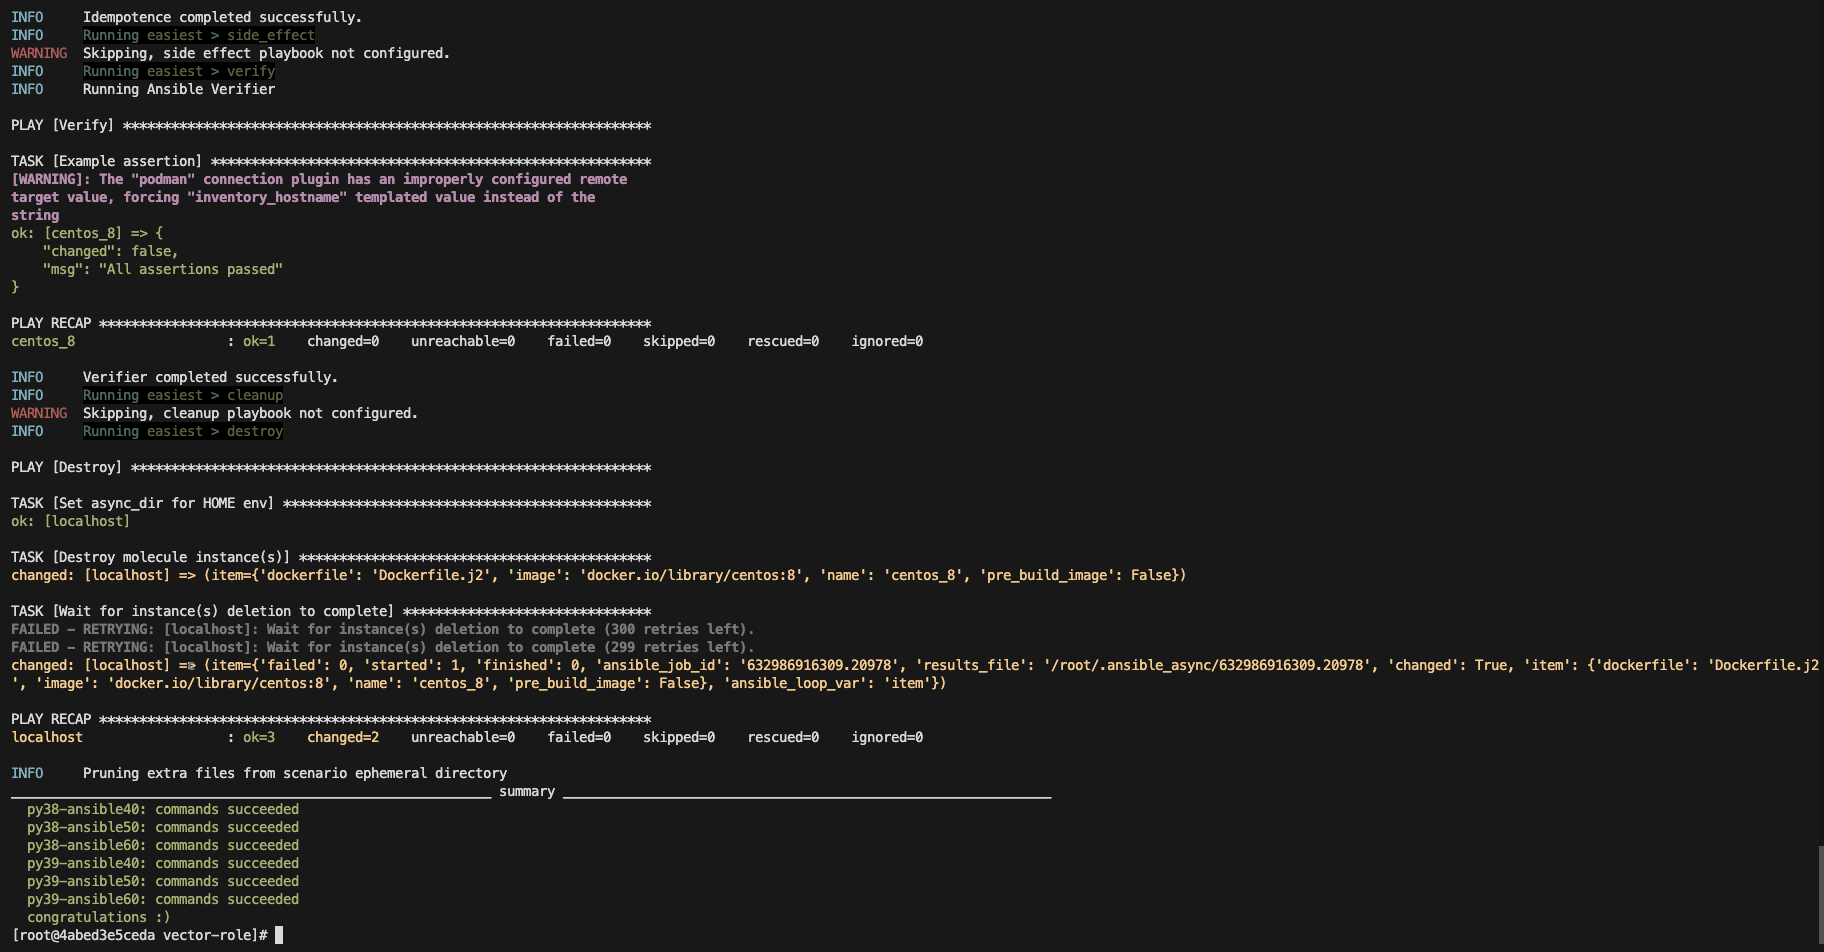 INFO     Idempotence completed successfully.
INFO     Running easiest > side_effect
WARNING  Skipping, side effect playbook not configured.
INFO     Running easiest > verify
INFO     Running Ansible Verifier
PLAY [Verify] ******************************************************************
TASK [Example assertion] *******************************************************
[WARNING]: The "podman" connection plugin has an improperly configured remote
target value, forcing "inventory_hostname" templated value instead of the
string
ok: [centos_8] => {
    "changed": false,
    "msg": "All assertions passed"
}
PLAY RECAP *********************************************************************
centos_8                   : ok=1    changed=0    unreachable=0    failed=0    skipped=0    rescued=0    ignored=0
INFO     Verifier completed successfully.
INFO     Running easiest > cleanup
WARNING  Skipping, cleanup playbook not configured.
INFO     Running easiest > destroy
PLAY [Destroy] *****************************************************************
TASK [Set async_dir for HOME env] **********************************************
ok: [localhost]
TASK [Destroy molecule instance(s)] ********************************************
changed: [localhost] => (item={'dockerfile': 'Dockerfile.j2', 'image': 'docker.io/library/centos:8', 'name': 'centos_8', 'pre_build_image': False})
TASK [Wait for instance(s) deletion to complete] *******************************
FAILED - RETRYING: [localhost]: Wait for instance(s) deletion to complete (300 retries left).
FAILED - RETRYING: [localhost]: Wait for instance(s) deletion to complete (299 retries left).
changed: [localhost] => (item={'failed': 0, 'started': 1, 'finished': 0, 'ansible_job_id': '632986916309.20978', 'results_file': '/root/.ansible_async/632986916309.20978', 'changed': True, 'item': {'dockerfile': 'Dockerfile.j2
', 'image': 'docker.io/library/centos:8', 'name': 'centos_8', 'pre_build_image': False}, 'ansible_loop_var': 'item'})
PLAY RECAP *********************************************************************
localhost                  : ok=3    changed=2    unreachable=0    failed=0    skipped=0    rescued=0    ignored=0
INFO     Pruning extra files from scenario ephemeral directory
____________________________________________________________ summary _____________________________________________________________
  py38-ansible40: commands succeeded
  py38-ansible50: commands succeeded
  py38-ansible60: commands succeeded
  py39-ansible40: commands succeeded
  py39-ansible50: commands succeeded
  py39-ansible60: commands succeeded
  congratulations :)
[root@4abed3e5ceda vector-role]#